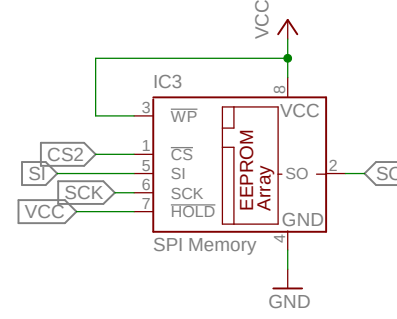 VCC
IC3
8
3
WP
VCC
CS2
1
CS
SI
5
SI
SCK
6
SCK
VCC
7
HOLD
EEPROM
Array
SO
2
GND
SPI Memory
4
GND